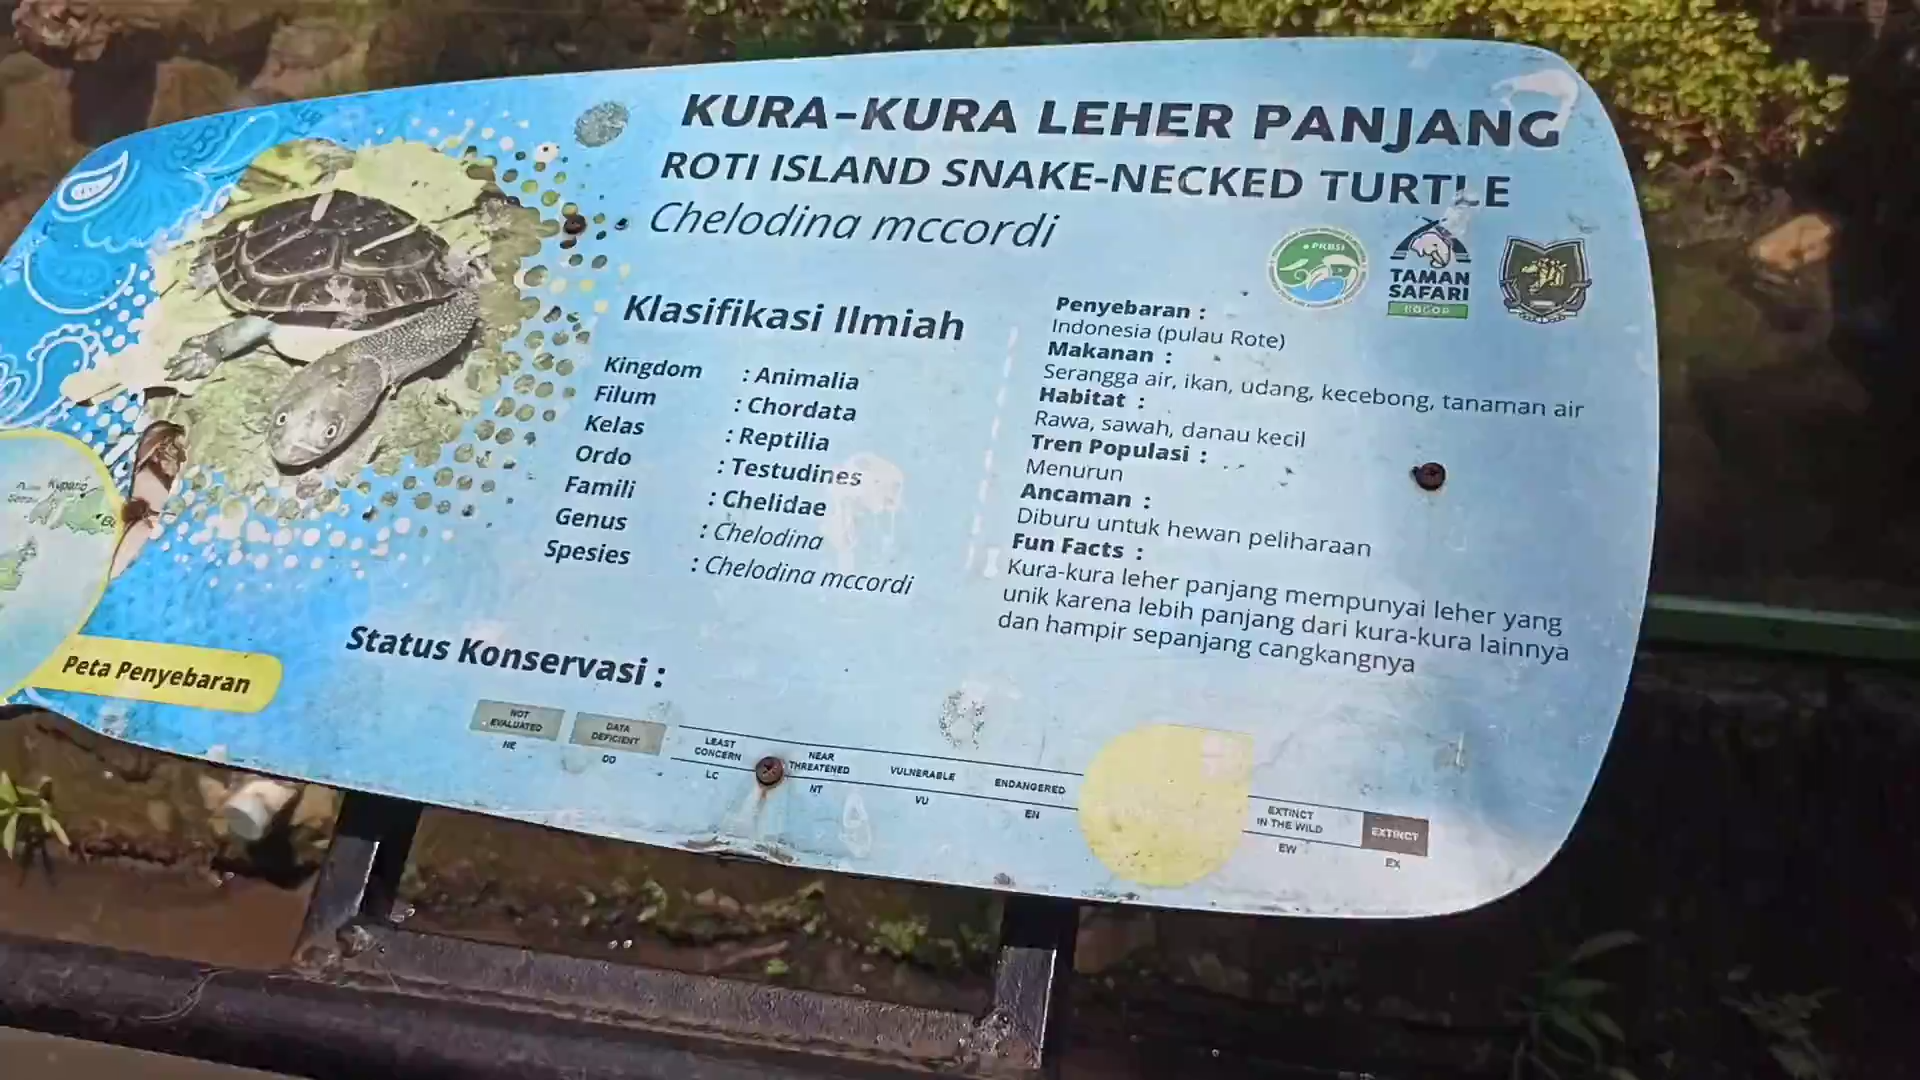 KURA-KURA LEHER PANJANG
ROTI ISLAND SNAKE-NECKED TURTLE
Chelodina mccordi
PKBSI
TAMAN
SAFARI
BOGOR
Klasifikasi Ilmiah
Kingdom : Animalia
Filum : Chordata
Kelas : Reptilia
Ordo : Testudines
Famili : Chelidae
Genus : Chelodina
Spesies : Chelodina mccordi
Penyebaran :
Indonesia (pulau Rote)
Makanan :
Serangga air, ikan, udang, kecebong, tanaman air
Habitat :
Rawa, sawah, danau kecil
Tren Populasi :
Menurun
Ancaman :
Diburu untuk hewan peliharaan
Fun Facts :
Kura-kura leher panjang mempunyai leher yang
unik karena lebih panjang dari kura-kura lainnya
dan hampir sepanjang cangkangnya
Kupang
Peta Penyebaran
Status Konservasi :
NOT
EVALUATED
NE
DATA
DEFICIENT
DD
LEAST
CONCERN
LC
NEAR
THREATENED
NT
VULNERABLE
VU
ENDANGERED
EN
EXTINCT
IN THE WILD
EW
EXTINCT
EX